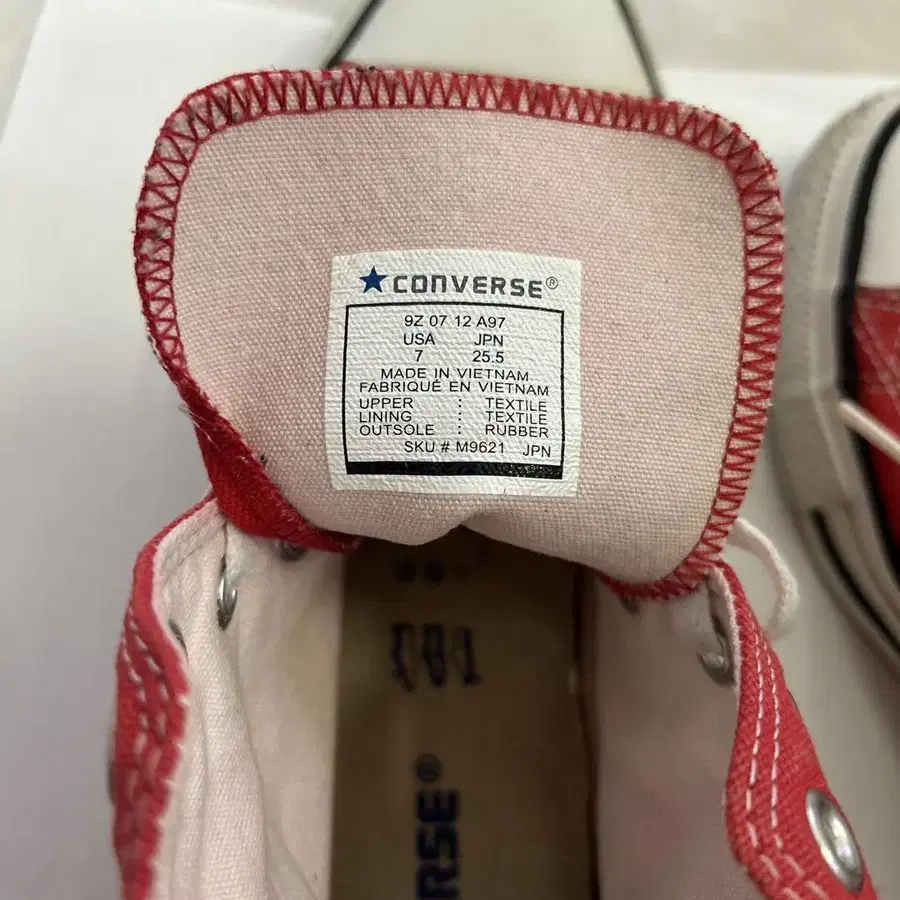 ★CONVERSE®
9Z 07 12 A97
USA JPN
7 25.5
MADE IN VIETNAM
FABRIQUÉ EN VIETNAM
UPPER : TEXTILE
LINING : TEXTILE
OUTSOLE : RUBBER
SKU # M9621 JPN
ERSE®